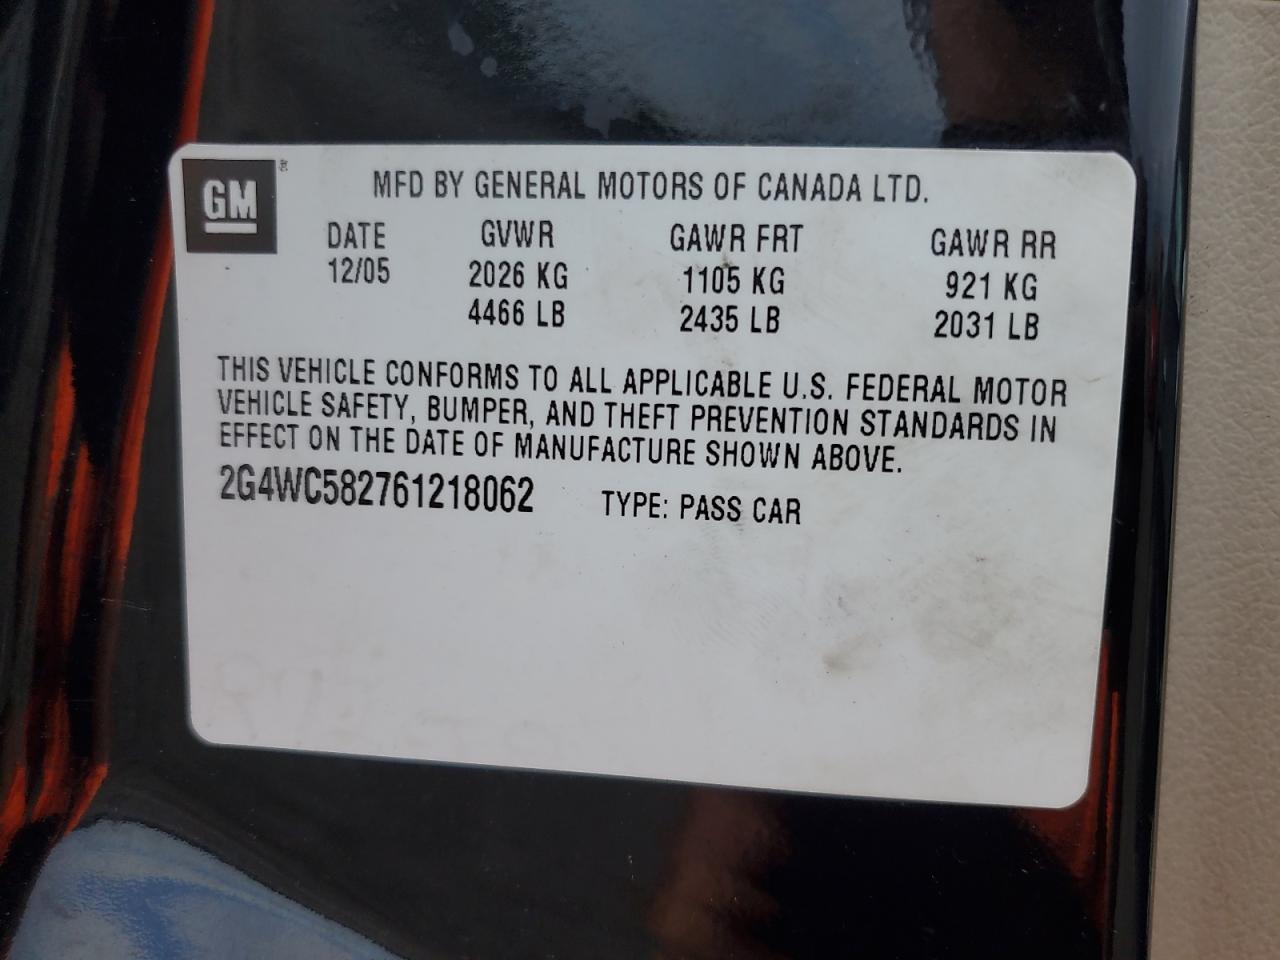 GM
MFD BY GENERAL MOTORS OF CANADA LTD.
DATE GVWR GAWR FRT GAWR RR
12/05 2026 KG 1105 KG 921 KG
4466 LB 2435 LB 2031 LB
THIS VEHICLE CONFORMS TO ALL APPLICABLE U.S. FEDERAL MOTOR
VEHICLE SAFETY, BUMPER, AND THEFT PREVENTION STANDARDS IN
EFFECT ON THE DATE OF MANUFACTURE SHOWN ABOVE.
2G4WC582761218062 TYPE: PASS CAR